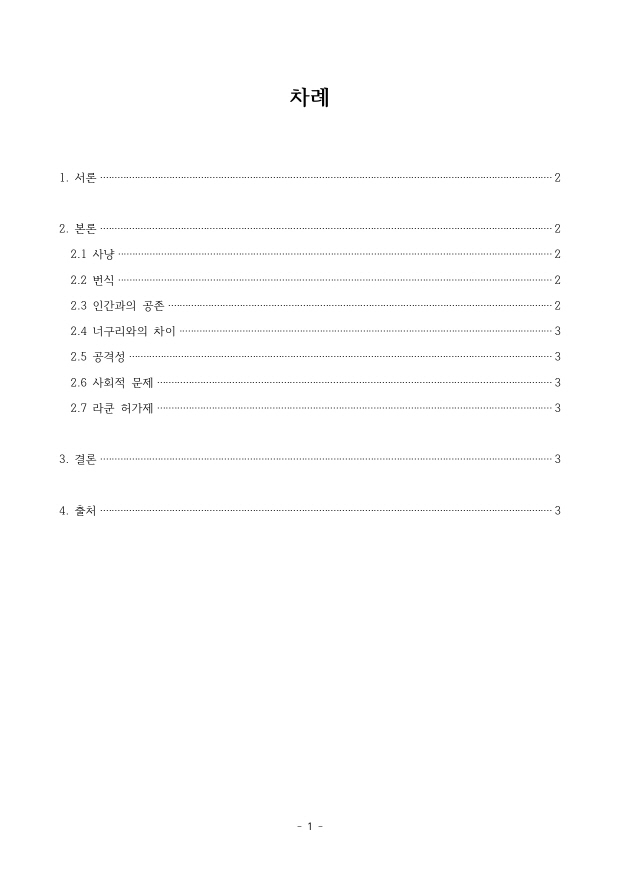 차례
1. 서론 2
2. 본론 2
2.1 사냥 2
2.2 번식 2
2.3 인간과의 공존 2
2.4 너구리와의 차이 3
2.5 공격성 3
2.6 사회적 문제 3
2.7 라쿤 허가제 3
3. 결론 3
4. 출처 3
- 1 -